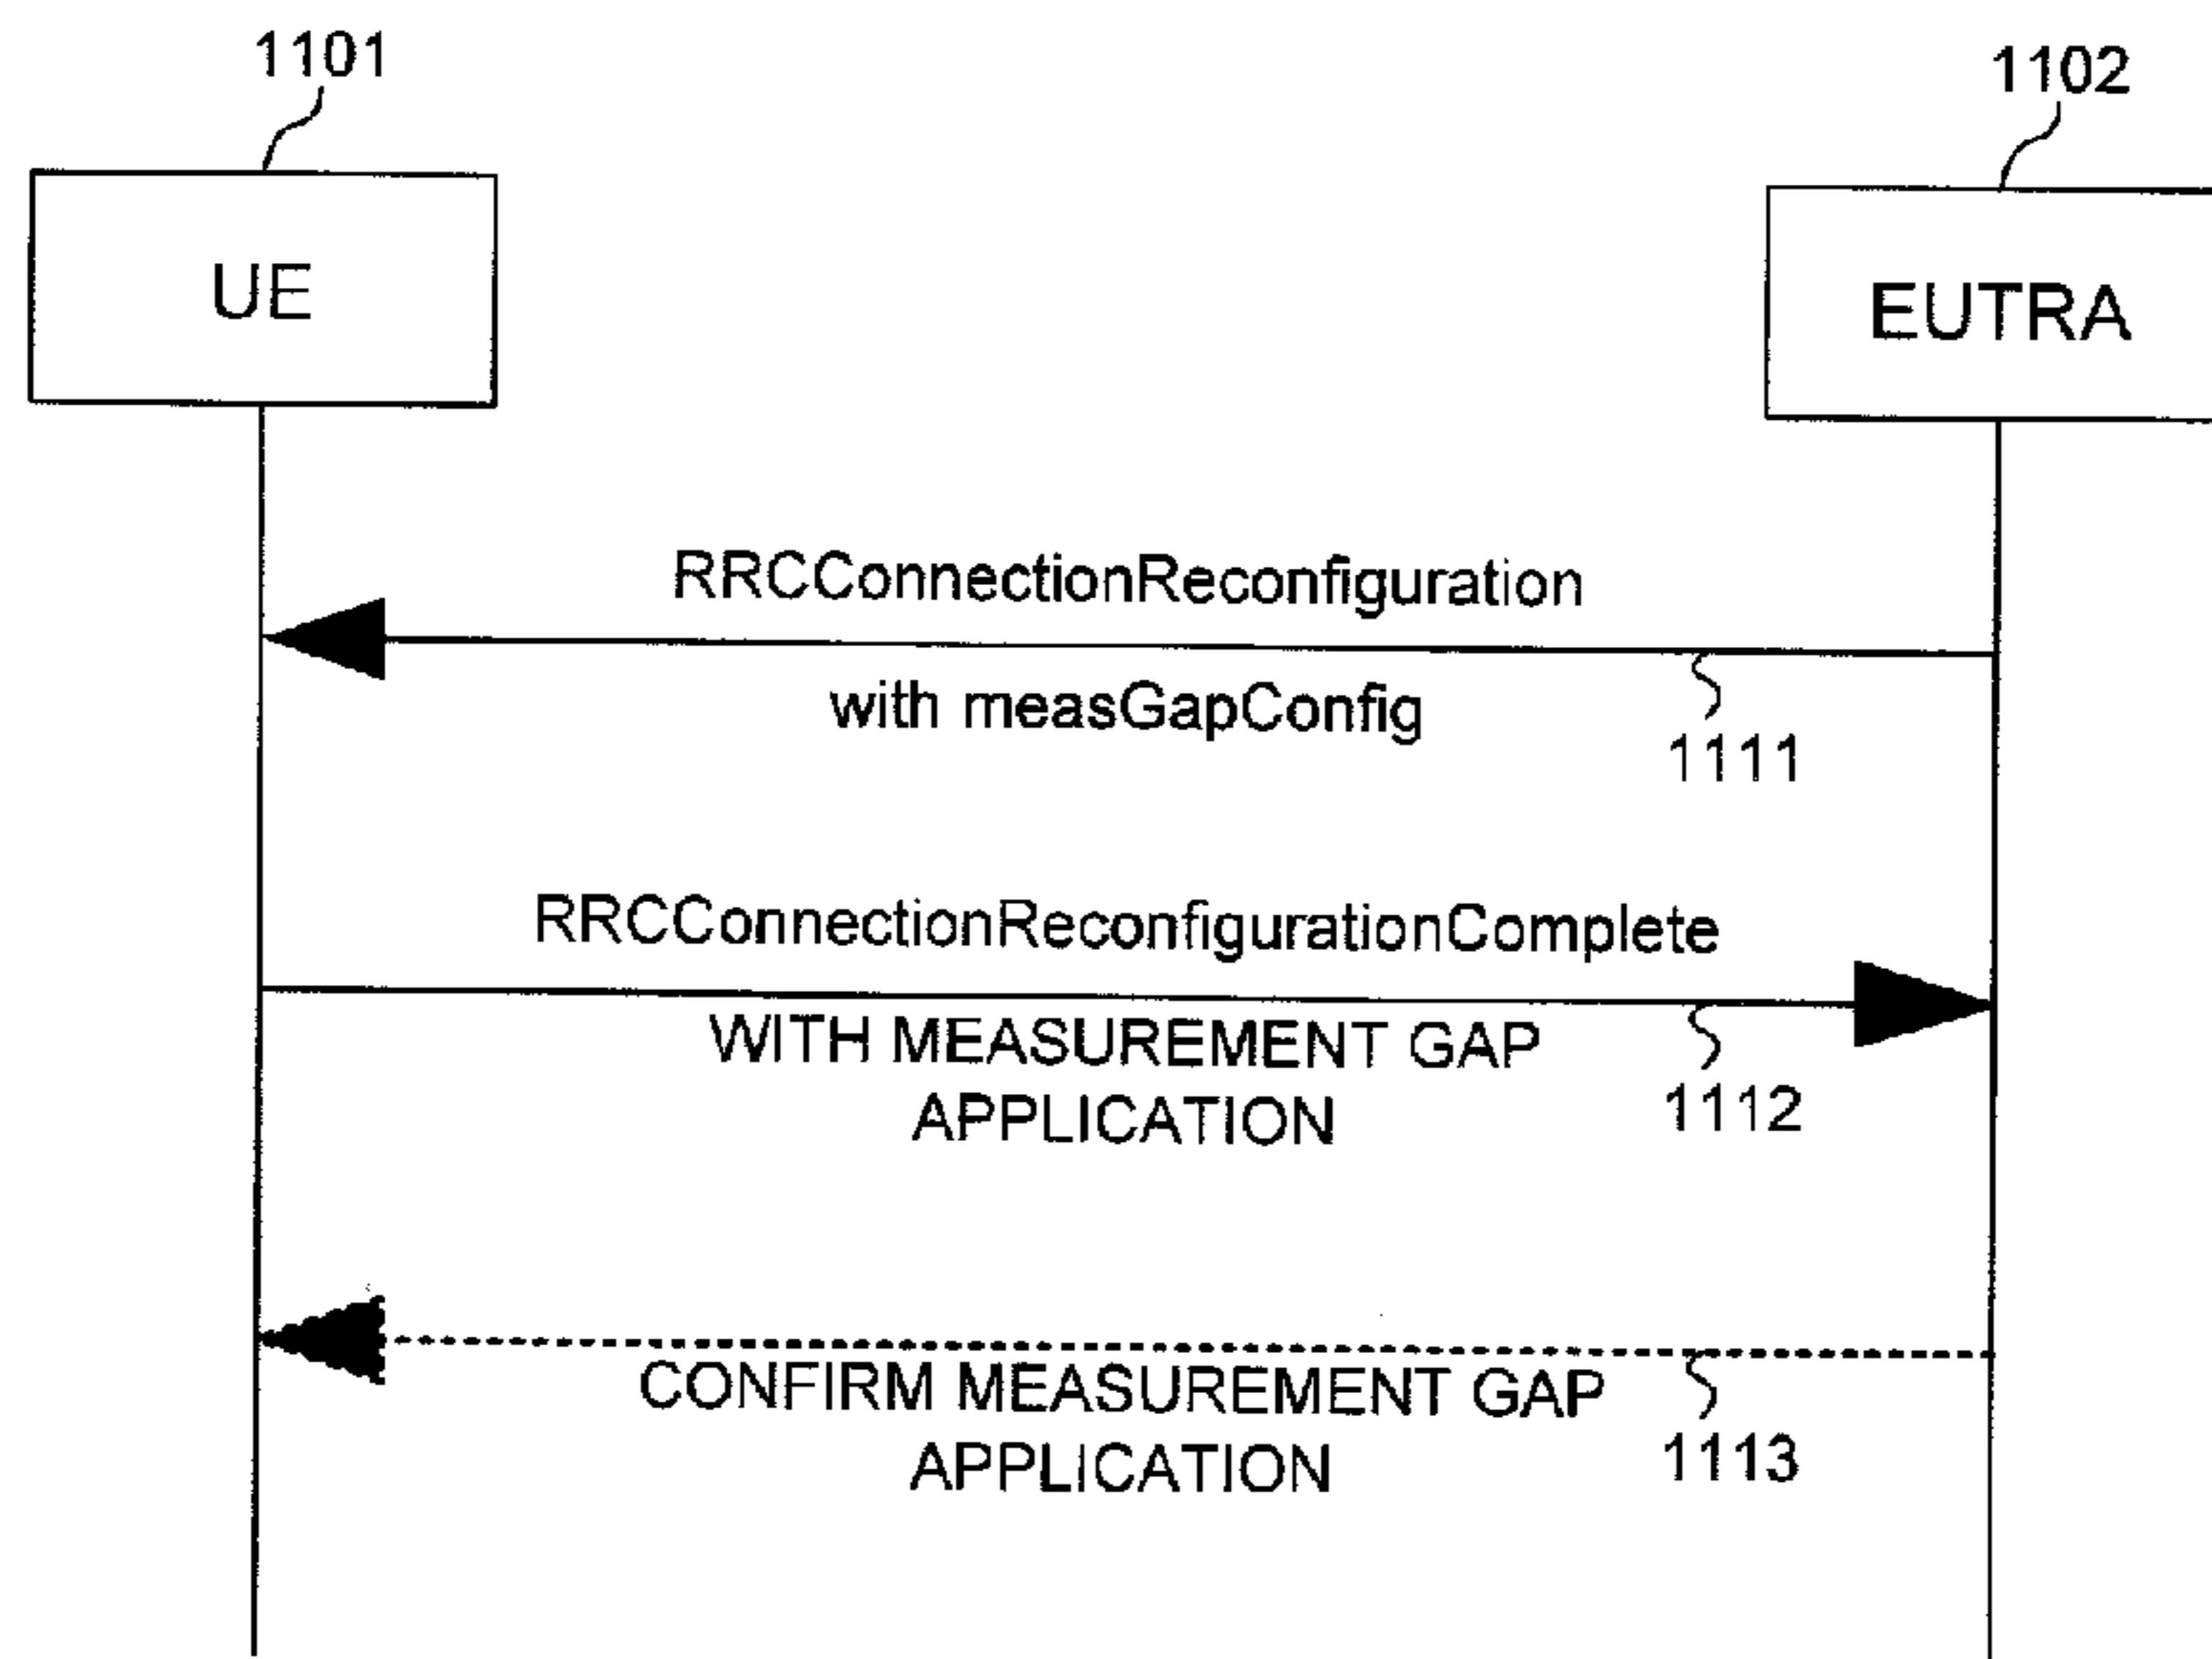 1101
1102
UE
EUTRA
RRCConnectionReconfiguration
with measGapConfig
1111
RRCConnectionReconfigurationComplete
WITH MEASUREMENT GAP
APPLICATION
1112
CONFIRM MEASUREMENT GAP
APPLICATION
1113